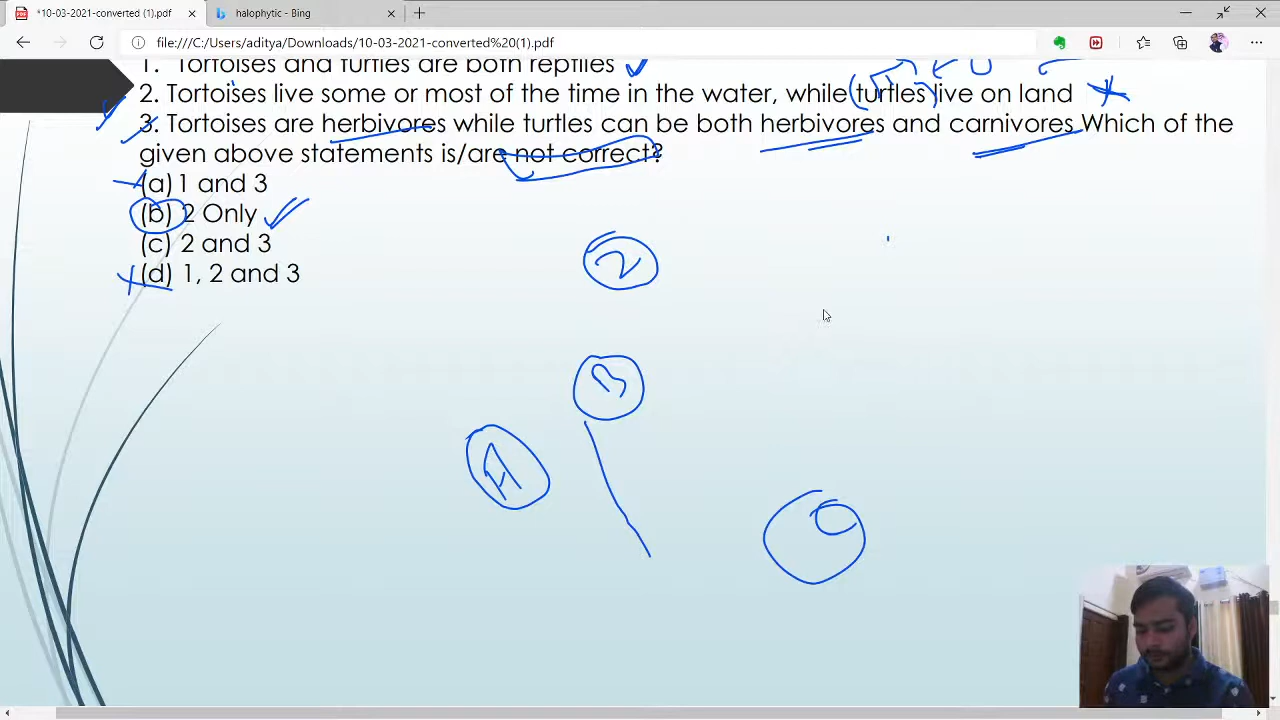 *10-03-2021-converted (1).pdf
halophytic - Bing
file:///C:/Users/aditya/Downloads/10-03-2021-converted%20(1).pdf
1. Tortoises and turtles are both reptiles
2. Tortoises live some or most of the time in the water, while turtles live on land
3. Tortoises are herbivores while turtles can be both herbivores and carnivores Which of the
given above statements is/are not correct?
(a) 1 and 3
(b) 2 Only
(c) 2 and 3
(d) 1, 2 and 3
2